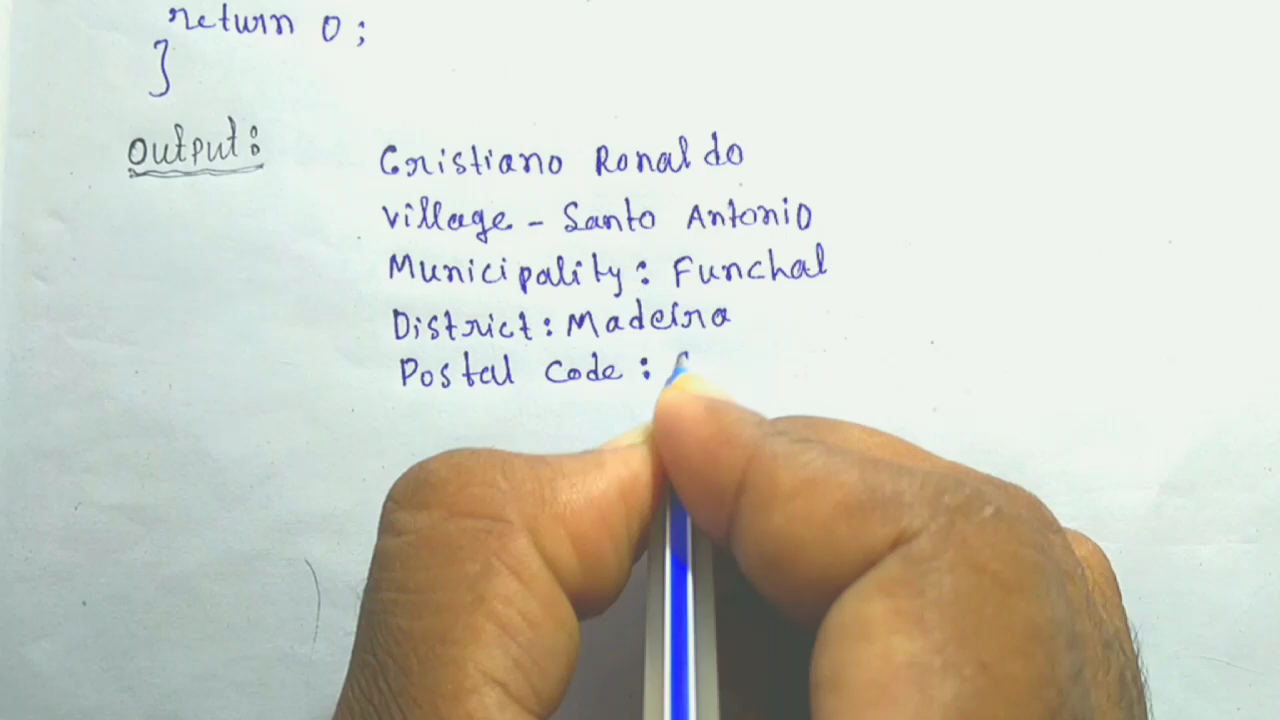 return 0;
}
Output:
Cristiano Ronaldo
Village - Santo Antonio
Municipality: Funchal
District: Madeira
Postal Code: